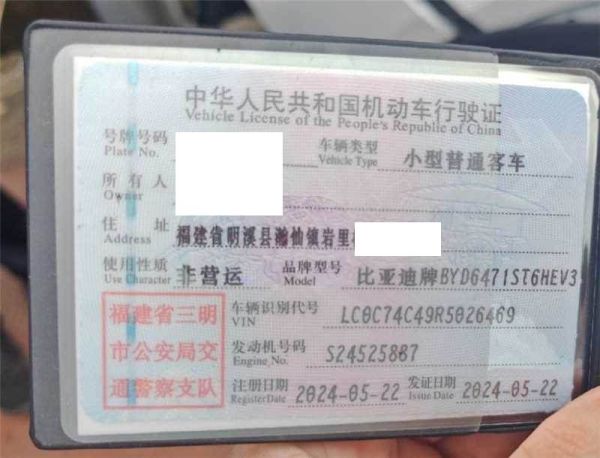 中华人民共和国机动车行驶证
Vehicle License of the People's Republic of China
号牌号码 车辆类型 小型普通客车
Plate No. Vehicle Type
所有人
Owner
住址 福建省明溪县瀚仙镇岩里
Address
使用性质 非营运 品牌型号 比亚迪牌BYD6471ST6HEV3
Use Character Model
福建省三明 车辆识别代号 LC0C74C49R5026469
VIN
市公安局交 发动机号码 S24525887
Engine No.
通警察支队 注册日期 2024-05-22 发证日期 2024-05-22
Register Date Issue Date